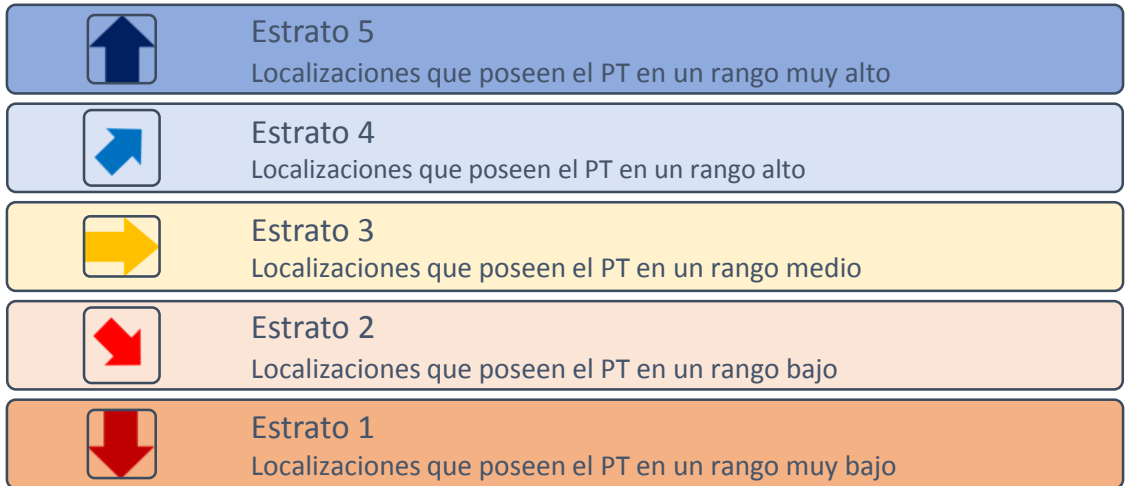 Estrato 5
Localizaciones que poseen el PT en un rango muy alto
Estrato 4
Localizaciones que poseen el PT en un rango alto
Estrato 3
Localizaciones que poseen el PT en un rango medio
Estrato 2
Localizaciones que poseen el PT en un rango bajo
Estrato 1
Localizaciones que poseen el PT en un rango muy bajo